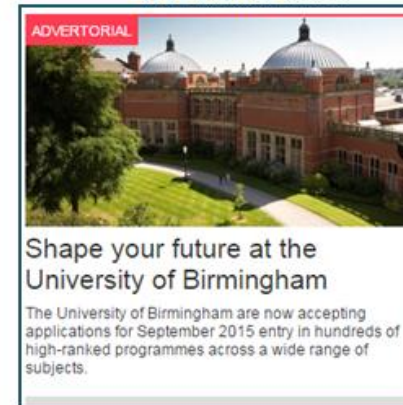 ADVERTORIAL
Shape your future at the
University of Birmingham
The University of Birmingham are now accepting
applications for September 2015 entry in hundreds of
high-ranked programmes across a wide range of
subjects.